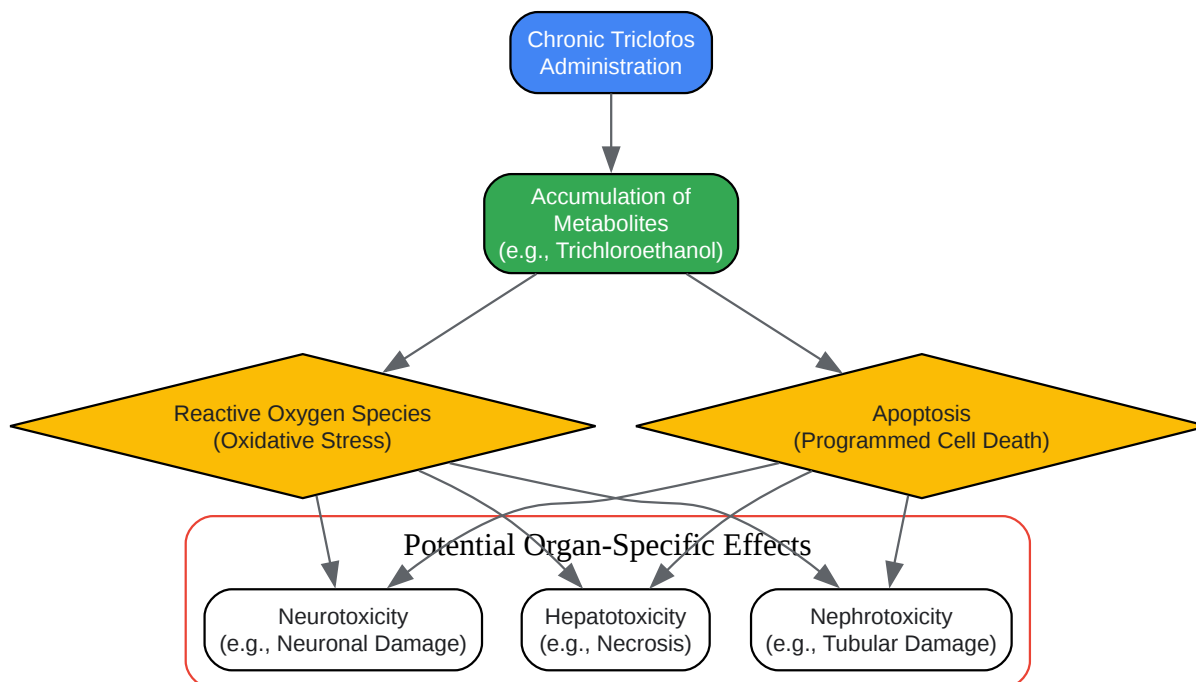 Chronic Triclofos
Administration
Accumulation of
Metabolites
(e.g., Trichloroethanol)
Reactive Oxygen Species
(Oxidative Stress)
Apoptosis
(Programmed Cell Death)
Potential Organ-Specific Effects
Neurotoxicity
(e.g., Neuronal Damage)
Hepatotoxicity
(e.g., Necrosis)
Nephrotoxicity
(e.g., Tubular Damage)